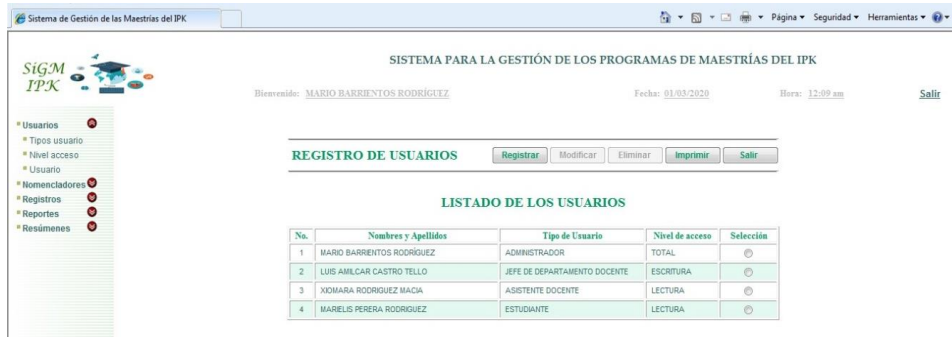 Sistema de Gestión de las Maestrías del IPK
Página Seguridad Herramientas
SiGM
IPK
SISTEMA PARA LA GESTIÓN DE LOS PROGRAMAS DE MAESTRÍAS DEL IPK
Bienvenido: MARIO BARRIENTOS RODRÍGUEZ Fecha: 01/03/2020 Hora: 12:09 am Salir
Usuarios
Tipos usuario
Nivel acceso
Usuario
Nomencladores
Registros
Reportes
Resúmenes
REGISTRO DE USUARIOS Registrar Modificar Eliminar Imprimir Salir
LISTADO DE LOS USUARIOS
No. Nombres y Apellidos Tipo de Usuario Nivel de acceso Selección
1 MARIO BARRIENTOS RODRÍGUEZ ADMINISTRADOR TOTAL
2 LUIS AMILCAR CASTRO TELLO JEFE DE DEPARTAMENTO DOCENTE ESCRITURA
3 XIOMARA RODRIGUEZ MACIA ASISTENTE DOCENTE LECTURA
4 MARIELIS PERERA RODRIGUEZ ESTUDIANTE LECTURA